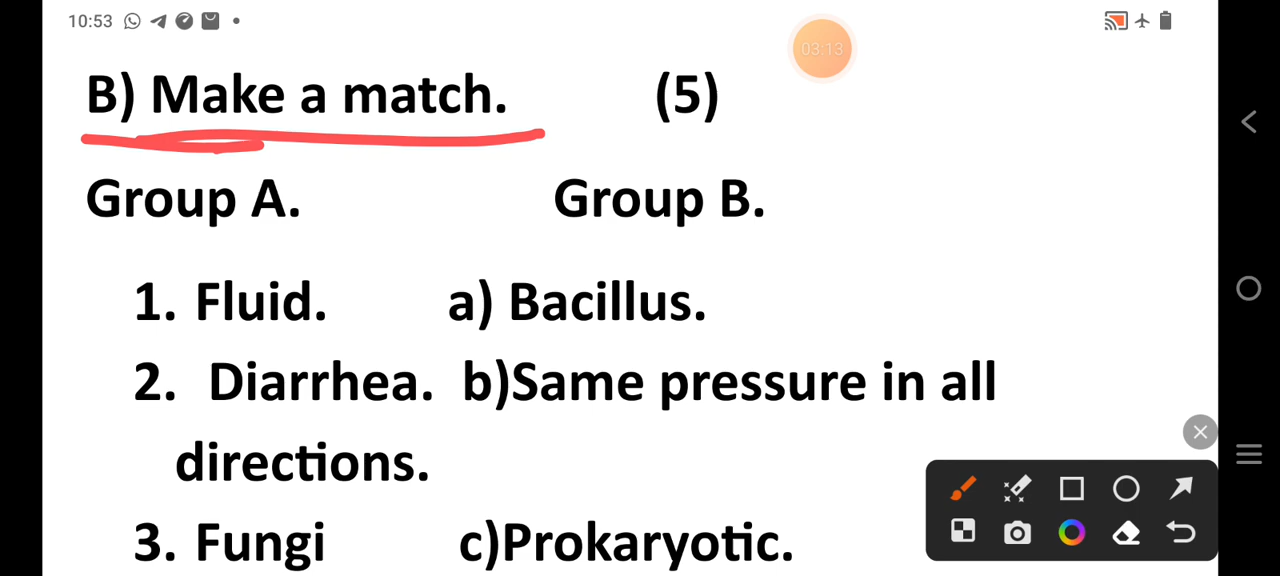 10:53
03:13
B) Make a match. (5)
Group A. Group B.
1. Fluid. a) Bacillus.
2. Diarrhea. b)Same pressure in all
directions.
3. Fungi c)Prokaryotic.